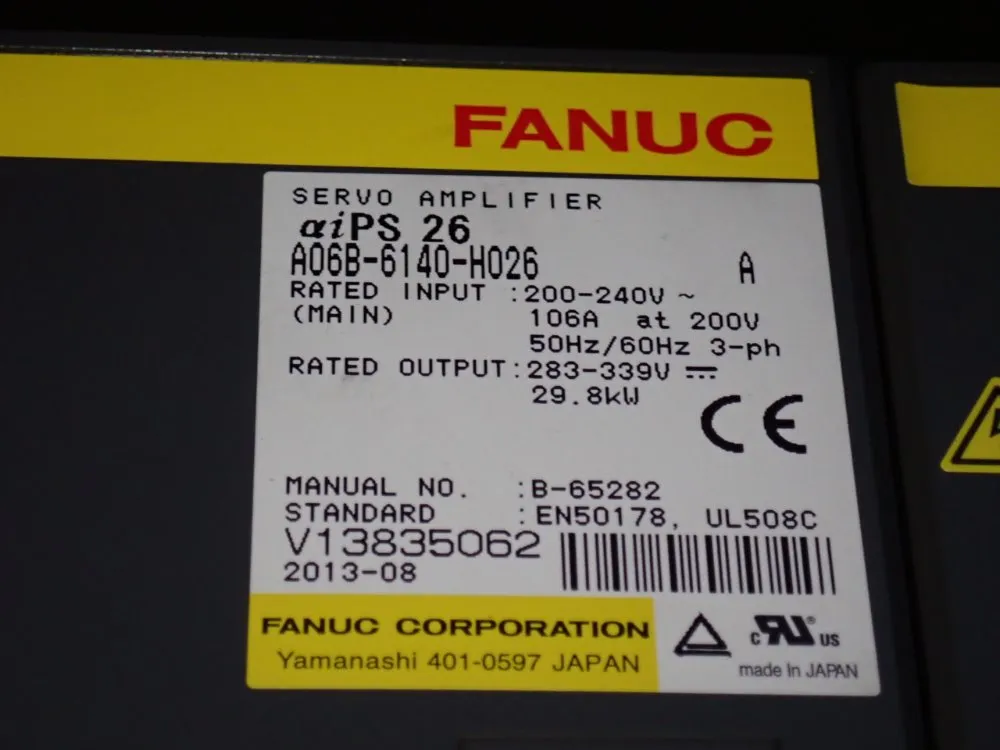 FANUC
SERVO AMPLIFIER
αiPS 26
A06B-6140-H026 A
RATED INPUT :200-240V ~
(MAIN) 106A at 200V
50Hz/60Hz 3-ph
RATED OUTPUT:283-339V ⎓
29.8kW
CE
MANUAL NO. :B-65282
STANDARD :EN50178, UL508C
V13835062
2013-08
FANUC CORPORATION
Yamanashi 401-0597 JAPAN
c RU® US
made In JAPAN